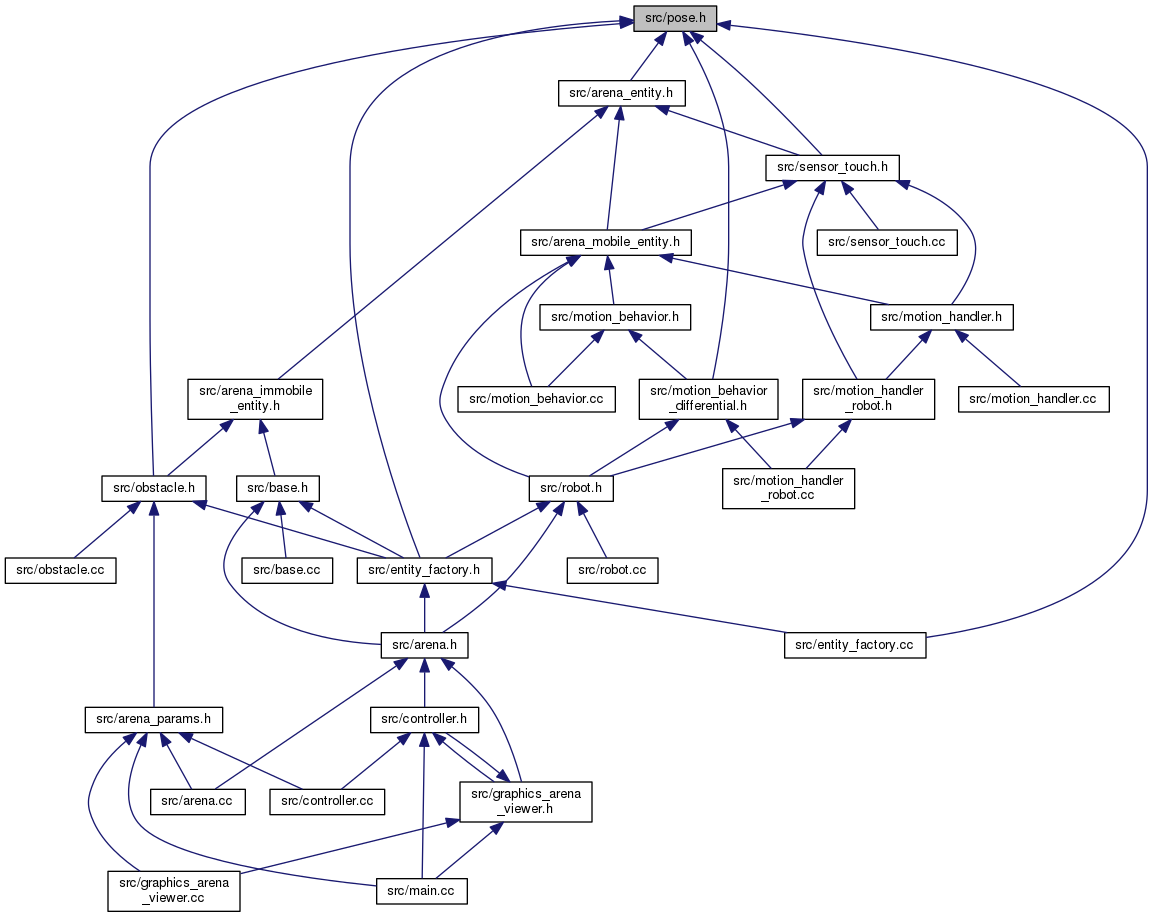 src/pose.h
src/arena_entity.h
src/sensor_touch.h
src/arena_mobile_entity.h
src/sensor_touch.cc
src/motion_behavior.h
src/motion_handler.h
src/arena_immobile
_entity.h
src/motion_behavior.cc
src/motion_behavior
_differential.h
src/motion_handler
_robot.h
src/motion_handler.cc
src/obstacle.h
src/base.h
src/robot.h
src/motion_handler
_robot.cc
src/obstacle.cc
src/base.cc
src/entity_factory.h
src/robot.cc
src/arena.h
src/entity_factory.cc
src/arena_params.h
src/controller.h
src/arena.cc
src/controller.cc
src/graphics_arena
_viewer.h
src/graphics_arena
_viewer.cc
src/main.cc